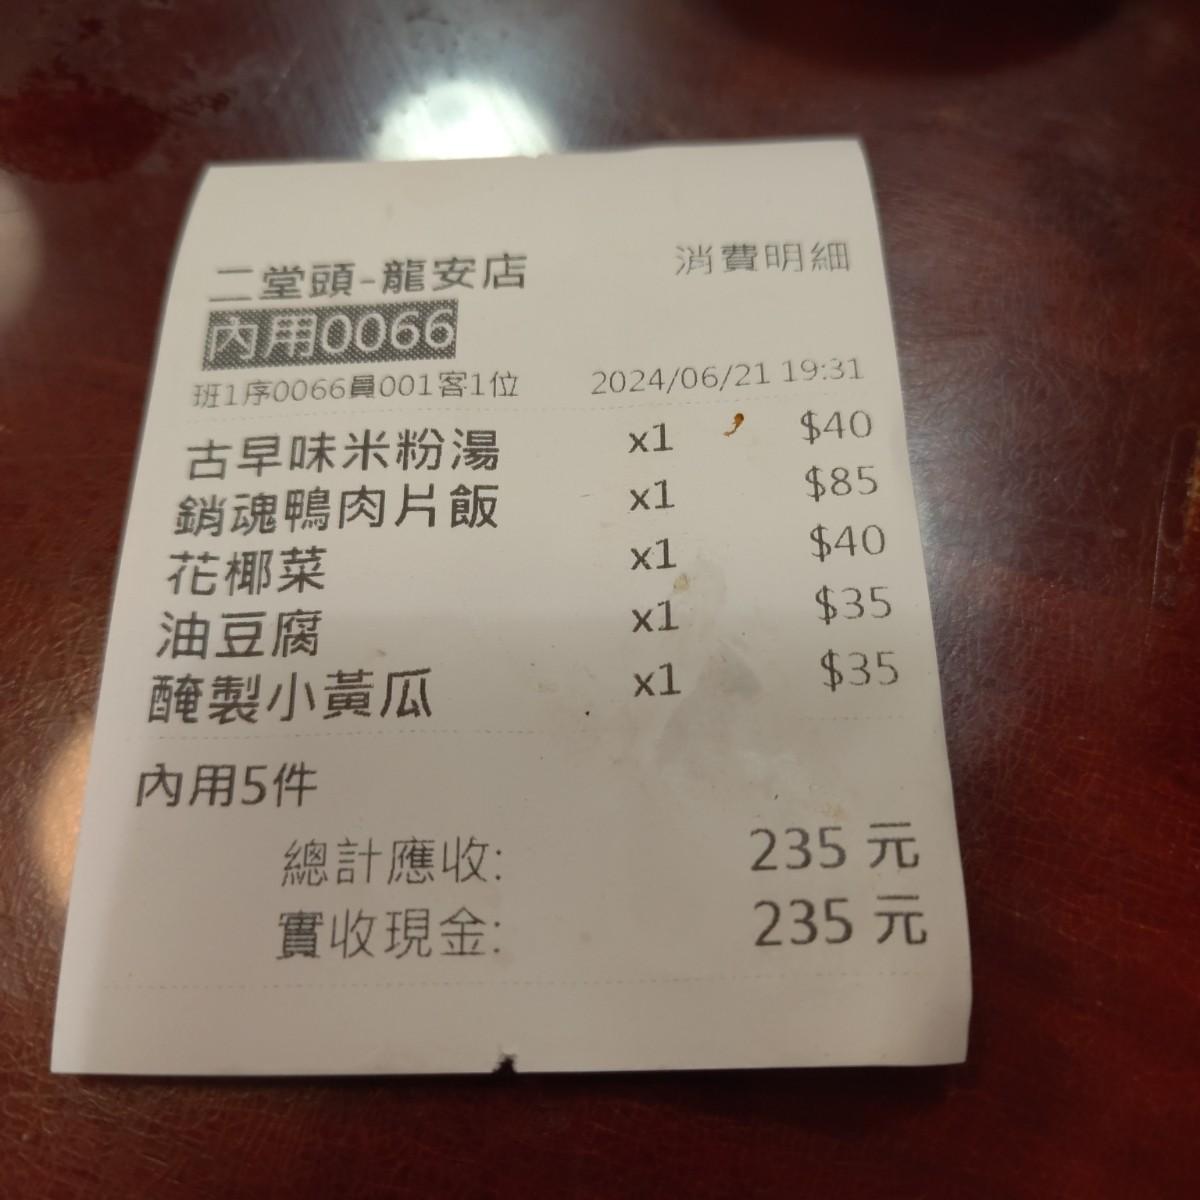 二堂頭-龍安店 消費明細
內用0066
班1序0066員001客1位 2024/06/21 19:31
古早味米粉湯 x1 $40
銷魂鴨肉片飯 x1 $85
花椰菜 x1 $40
油豆腐 x1 $35
醃製小黃瓜 x1 $35
內用5件
總計應收: 235 元
實收現金: 235 元